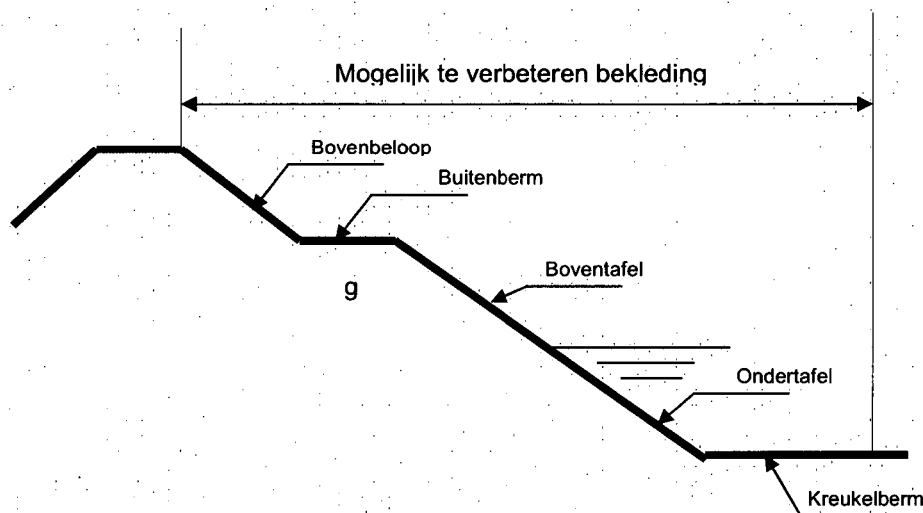 Mogelijk te verbeteren bekleding
Bovenbeloop
Buitenberm
Boventafel
g
Ondertafel
Kreukelberm